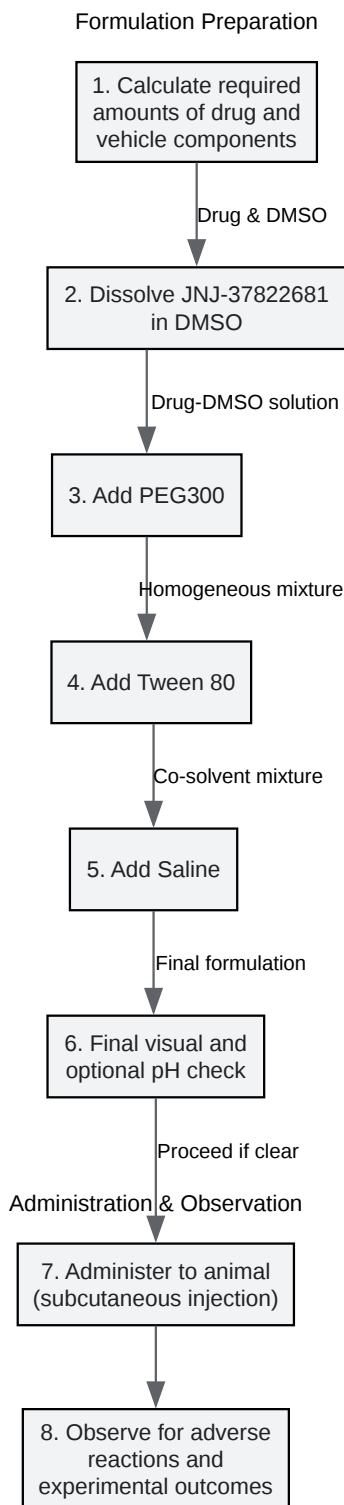 Formulation Preparation
1. Calculate required
amounts of drug and
vehicle components
Drug & DMSO
2. Dissolve JNJ-37822681
in DMSO
Drug-DMSO solution
3. Add PEG300
Homogeneous mixture
4. Add Tween 80
Co-solvent mixture
5. Add Saline
Final formulation
6. Final visual and
optional pH check
Proceed if clear
Administration & Observation
7. Administer to animal
(subcutaneous injection)
8. Observe for adverse
reactions and
experimental outcomes